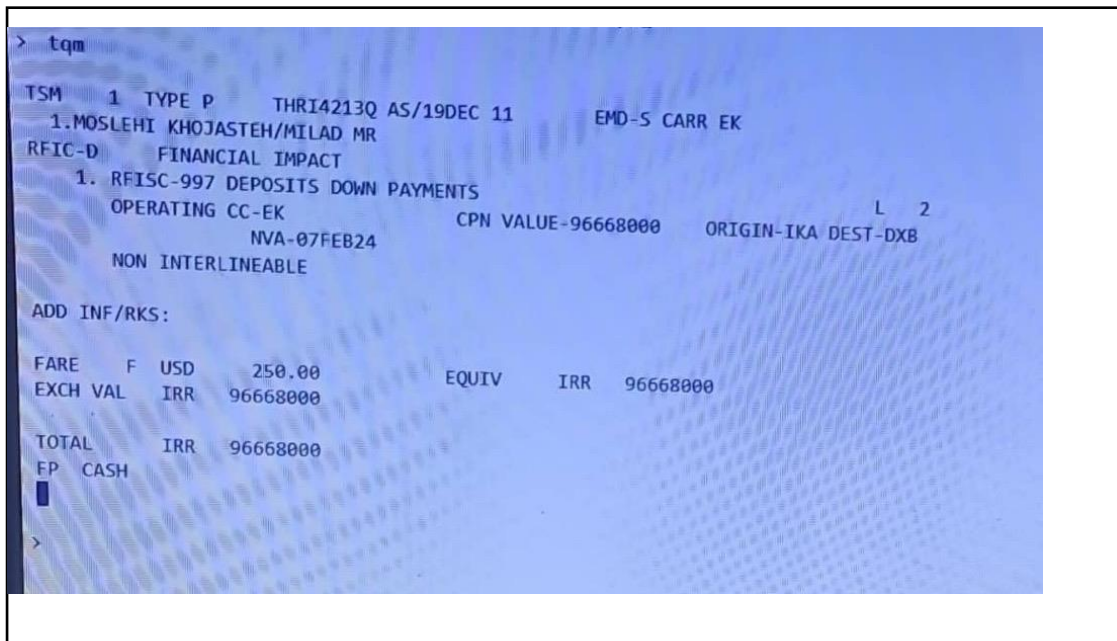 > tqm
TSM 1 TYPE P THRI4213Q AS/19DEC 11 EMD-S CARR EK
1.MOSLEHI KHOJASTEH/MILAD MR
RFIC-D FINANCIAL IMPACT
1. RFISC-997 DEPOSITS DOWN PAYMENTS L 2
OPERATING CC-EK CPN VALUE-96668000 ORIGIN-IKA DEST-DXB
NVA-07FEB24
NON INTERLINEABLE
ADD INF/RKS:
FARE F USD 250.00 EQUIV IRR 96668000
EXCH VAL IRR 96668000
TOTAL IRR 96668000
FP CASH
>